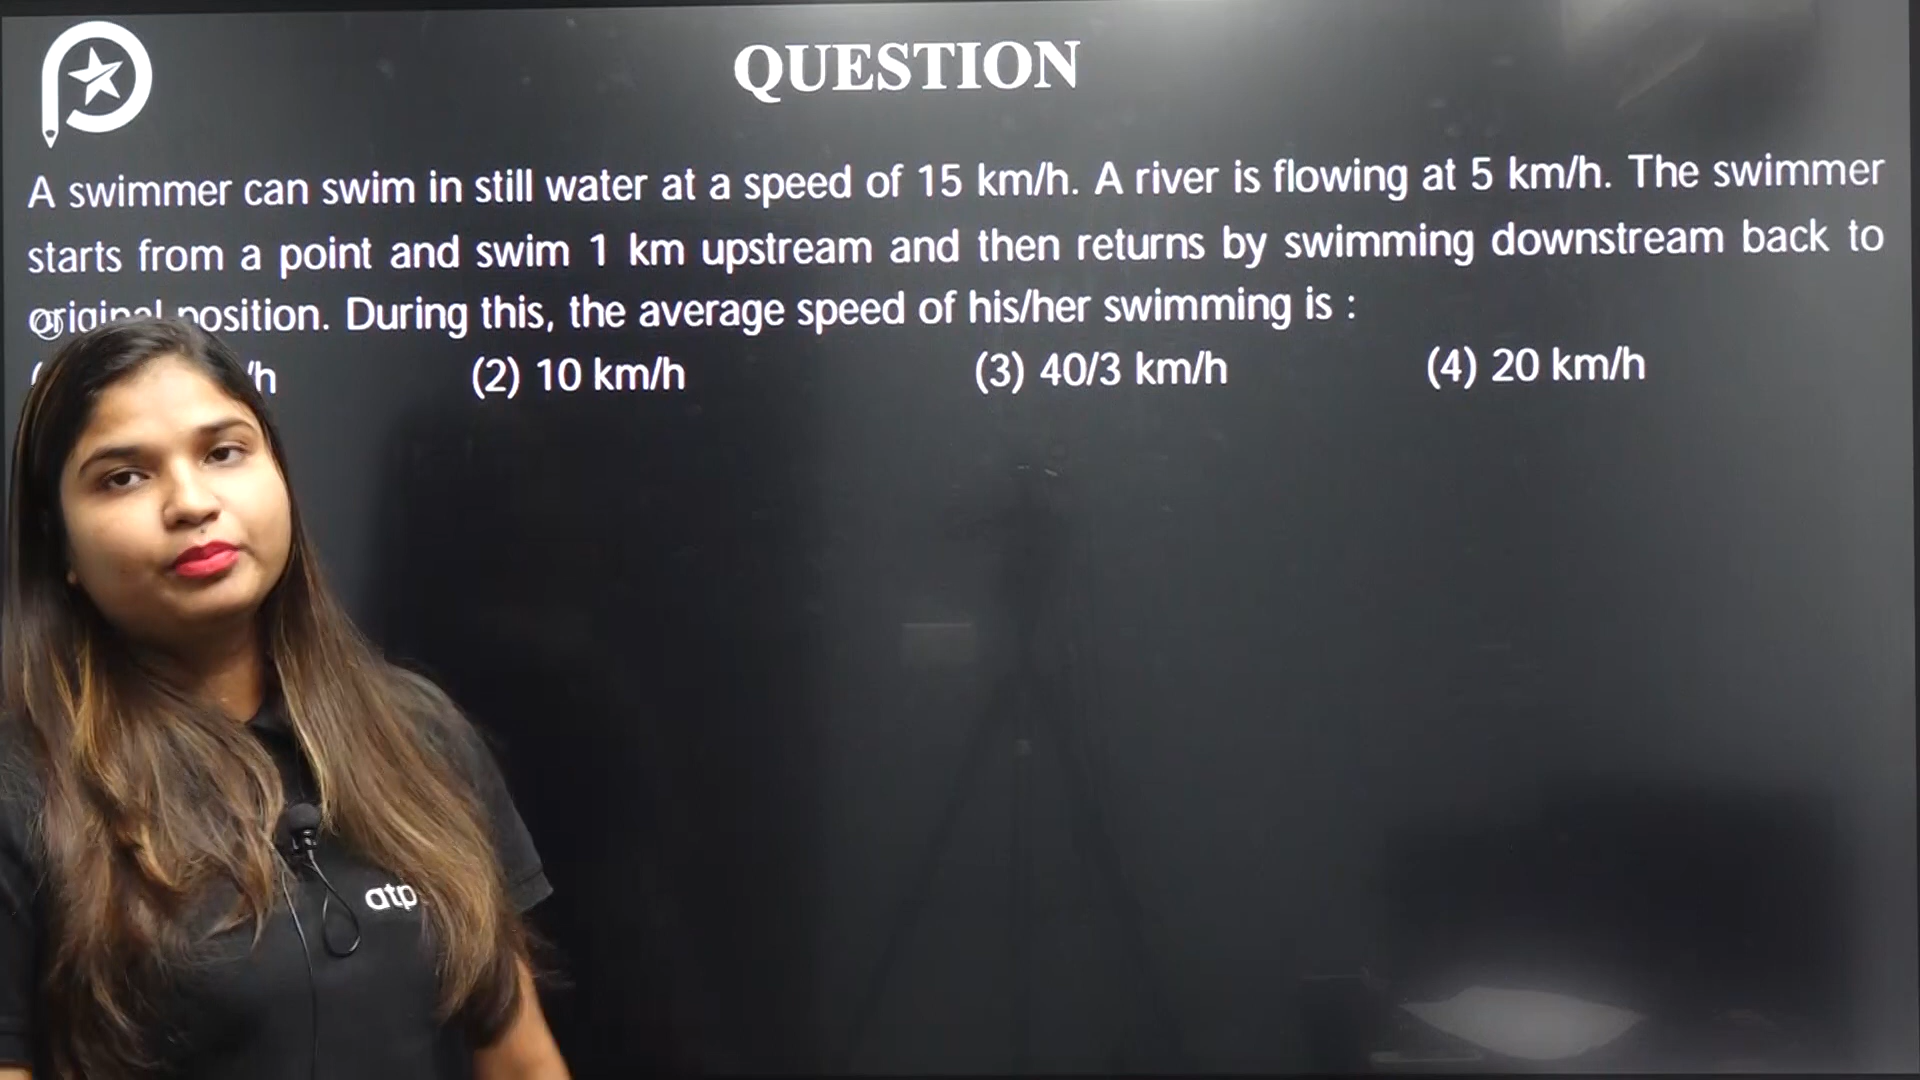 QUESTION
A swimmer can swim in still water at a speed of 15 km/h. A river is flowing at 5 km/h. The swimmer
starts from a point and swim 1 km upstream and then returns by swimming downstream back to
original position. During this, the average speed of his/her swimming is :
/h (2) 10 km/h (3) 40/3 km/h (4) 20 km/h
atp